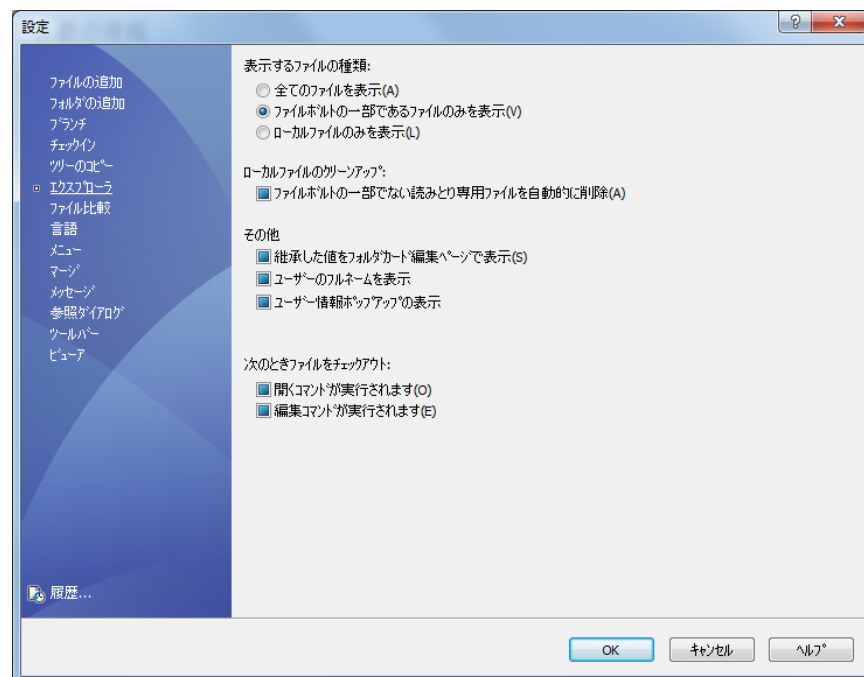 設定
ファイルの追加
フォルダの追加
ブランチ
チェックイン
ツリーのコピー
エクスプローラ
ファイル比較
言語
メニュー
マージ
メッセージ
参照ダイアログ
ツールバー
ビューア
履歴...
表示するファイルの種類:
全てのファイルを表示(A)
ファイルボルトの一部であるファイルのみを表示(V)
ローカルファイルのみを表示(L)
ローカルファイルのクリーンアップ:
ファイルボルトの一部でない読みとり専用ファイルを自動的に削除(A)
その他
継承した値をフォルダカード編集ページで表示(S)
ユーザーのフルネームを表示
ユーザー情報ポップアップの表示
次のときファイルをチェックアウト:
開くコマンドが実行されます(O)
編集コマンドが実行されます(E)
OK
キャンセル
ヘルプ